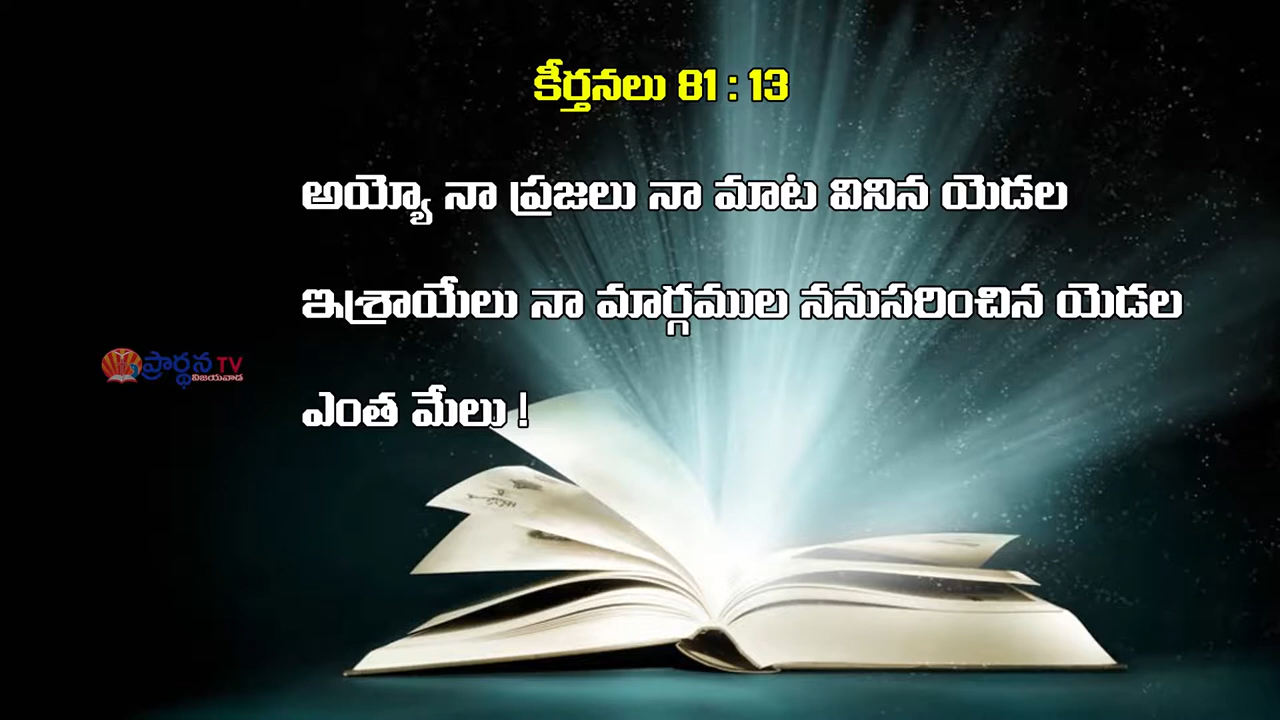 కీర్తనలు 81 : 13
అయ్యో నా ప్రజలు నా మాట వినిన యెడల
ఇశ్రాయేలు నా మార్గముల ననుసరించిన యెడల
ప్రార్థన TV
విజయవాడ
ఎంత మేలు !